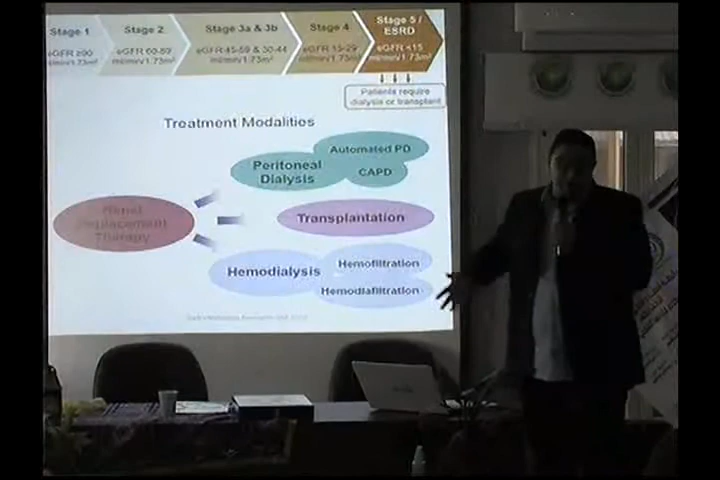 Stage 1
Stage 2
Stage 3a & 3b
Stage 4
Stage 5 /
ESRD
eGFR ≥90
ml/min/1.73m²
eGFR 60-89
ml/min/1.73m²
eGFR 45-59 & 30-44
ml/min/1.73m²
eGFR 15-29
ml/min/1.73m²
eGFR <15
ml/min/1.73m²
Patients require
dialysis or transplant
Treatment Modalities
Automated PD
Peritoneal
Dialysis
CAPD
Renal
Replacement
Therapy
Transplantation
Hemodialysis
Hemofiltration
Hemodiafiltration